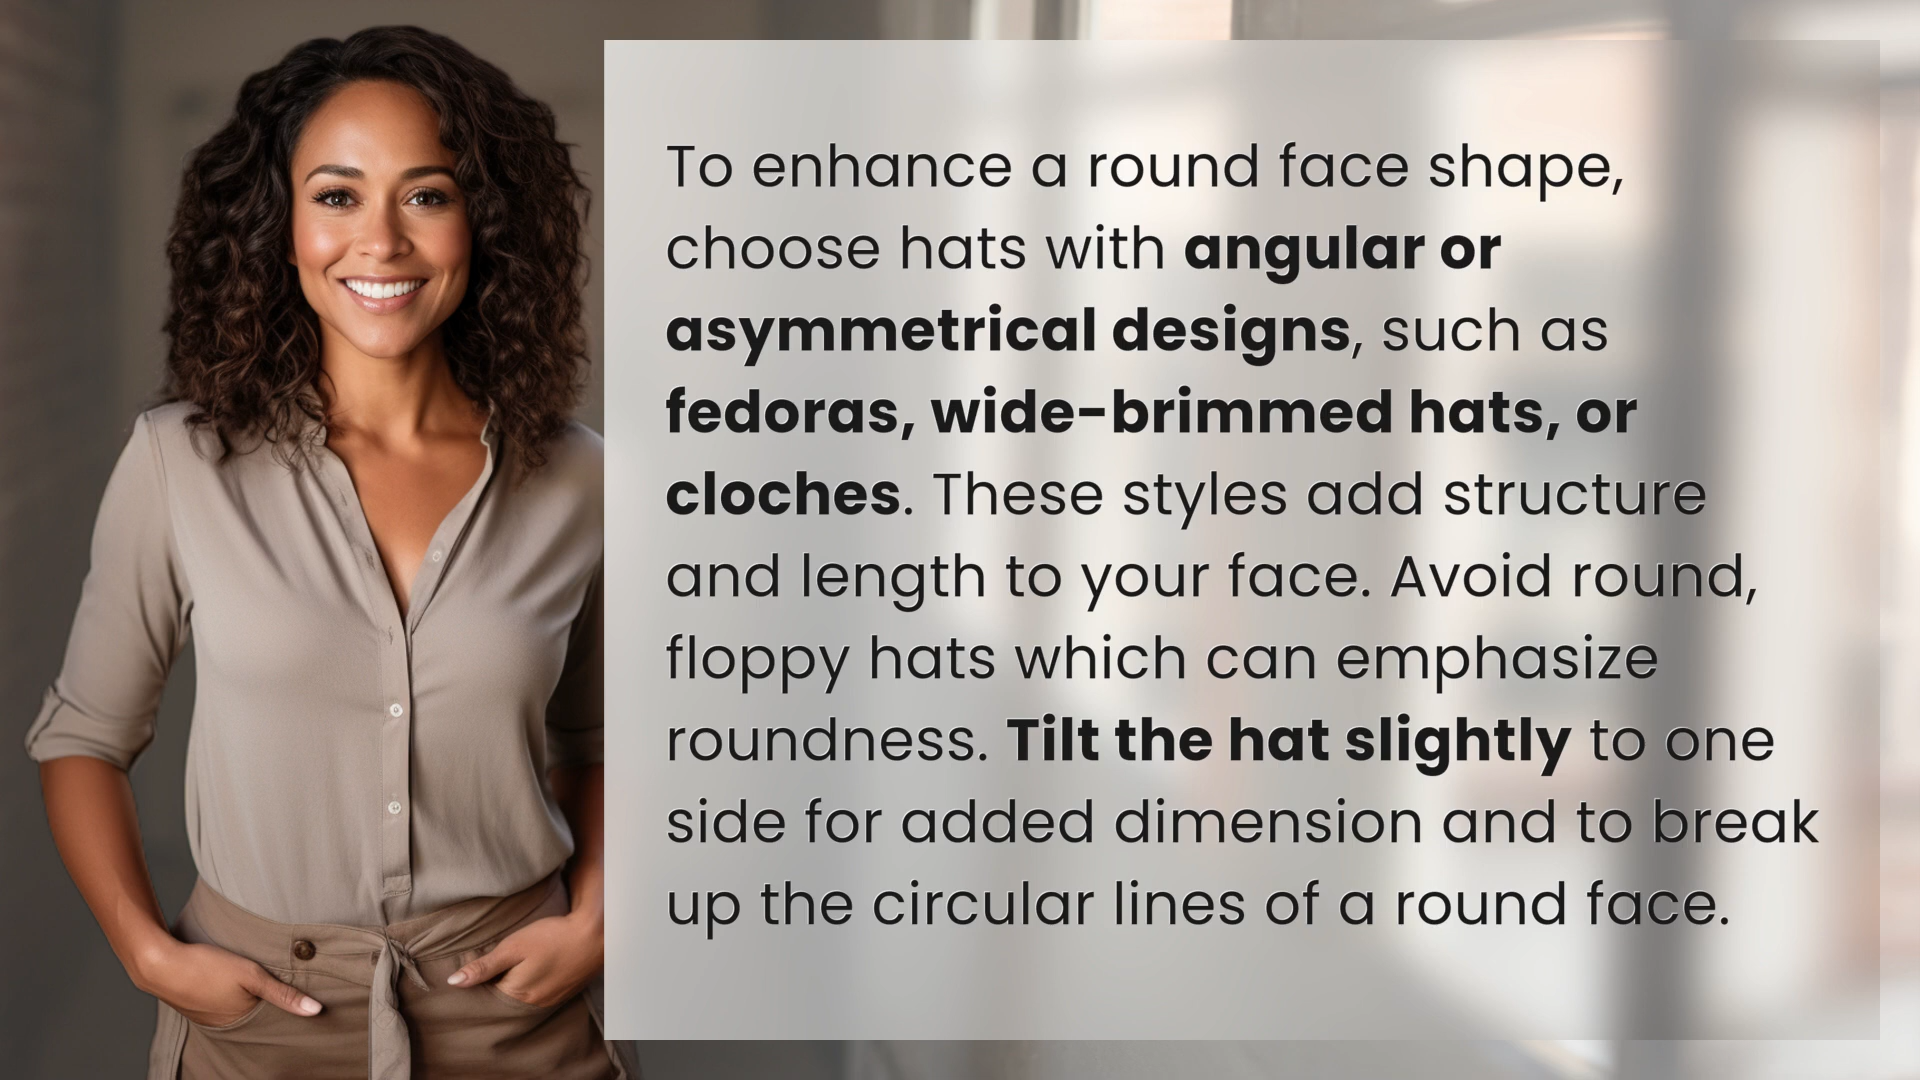 To enhance a round face shape,
choose hats with angular or
asymmetrical designs, such as
fedoras, wide-brimmed hats, or
cloches. These styles add structure
and length to your face. Avoid round,
floppy hats which can emphasize
roundness. Tilt the hat slightly to one
side for added dimension and to break
up the circular lines of a round face.